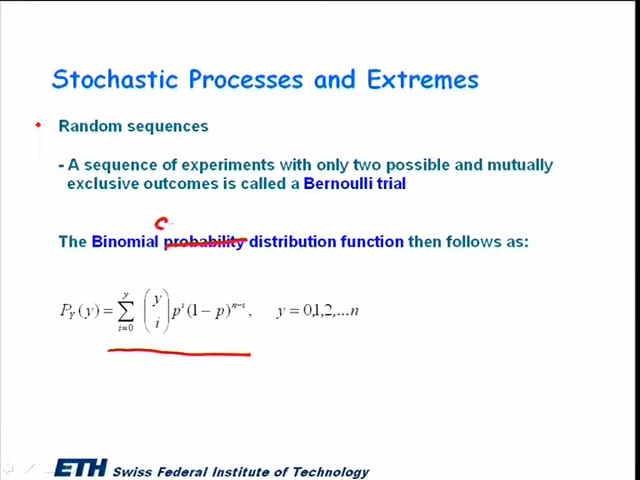 Stochastic Processes and Extremes
• Random sequences
- A sequence of experiments with only two possible and mutually
exclusive outcomes is called a Bernoulli trial
c
The Binomial probability distribution function then follows as:
P_Y(y) = \sum_{i=0}^{y} \binom{y}{i} p^i (1-p)^{n-i}, y = 0,1,2,...n
ETH Swiss Federal Institute of Technology